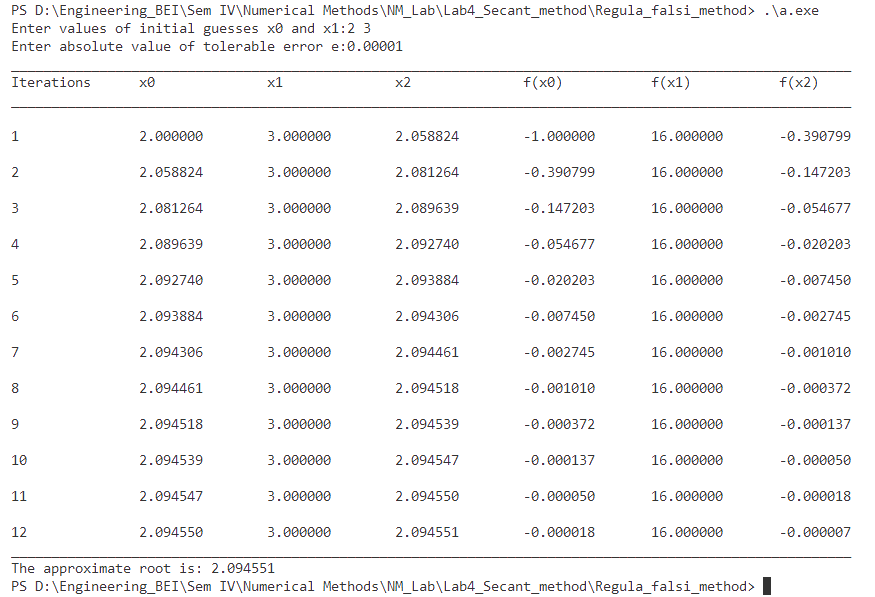 PS D:\Engineering_BEI\Sem IV\Numerical Methods\NM_Lab\Lab4_Secant_method\Regula_falsi_method> .\a.exe
Enter values of initial guesses x0 and x1:2 3
Enter absolute value of tolerable error e:0.00001
Iterations x0 x1 x2 f(x0) f(x1) f(x2)
1 2.000000 3.000000 2.058824 -1.000000 16.000000 -0.390799
2 2.058824 3.000000 2.081264 -0.390799 16.000000 -0.147203
3 2.081264 3.000000 2.089639 -0.147203 16.000000 -0.054677
4 2.089639 3.000000 2.092740 -0.054677 16.000000 -0.020203
5 2.092740 3.000000 2.093884 -0.020203 16.000000 -0.007450
6 2.093884 3.000000 2.094306 -0.007450 16.000000 -0.002745
7 2.094306 3.000000 2.094461 -0.002745 16.000000 -0.001010
8 2.094461 3.000000 2.094518 -0.001010 16.000000 -0.000372
9 2.094518 3.000000 2.094539 -0.000372 16.000000 -0.000137
10 2.094539 3.000000 2.094547 -0.000137 16.000000 -0.000050
11 2.094547 3.000000 2.094550 -0.000050 16.000000 -0.000018
12 2.094550 3.000000 2.094551 -0.000018 16.000000 -0.000007
The approximate root is: 2.094551
PS D:\Engineering_BEI\Sem IV\Numerical Methods\NM_Lab\Lab4_Secant_method\Regula_falsi_method>